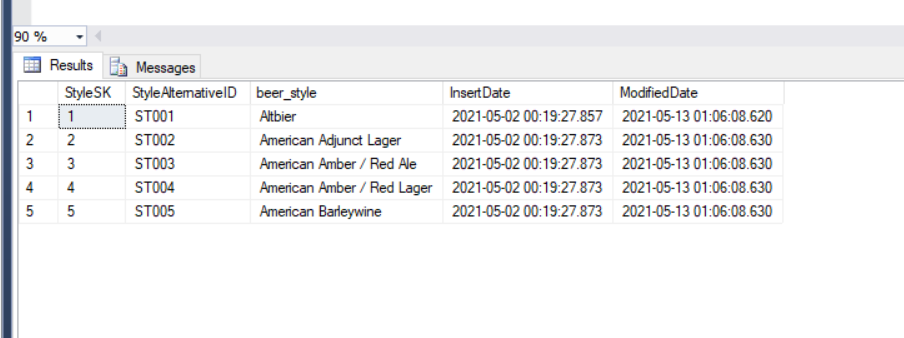 90 %
Results Messages
StyleSK StyleAlternativeID beer_style InsertDate ModifiedDate
1 1 ST001 Altbier 2021-05-02 00:19:27.857 2021-05-13 01:06:08.620
2 2 ST002 American Adjunct Lager 2021-05-02 00:19:27.873 2021-05-13 01:06:08.630
3 3 ST003 American Amber / Red Ale 2021-05-02 00:19:27.873 2021-05-13 01:06:08.630
4 4 ST004 American Amber / Red Lager 2021-05-02 00:19:27.873 2021-05-13 01:06:08.630
5 5 ST005 American Barleywine 2021-05-02 00:19:27.873 2021-05-13 01:06:08.630